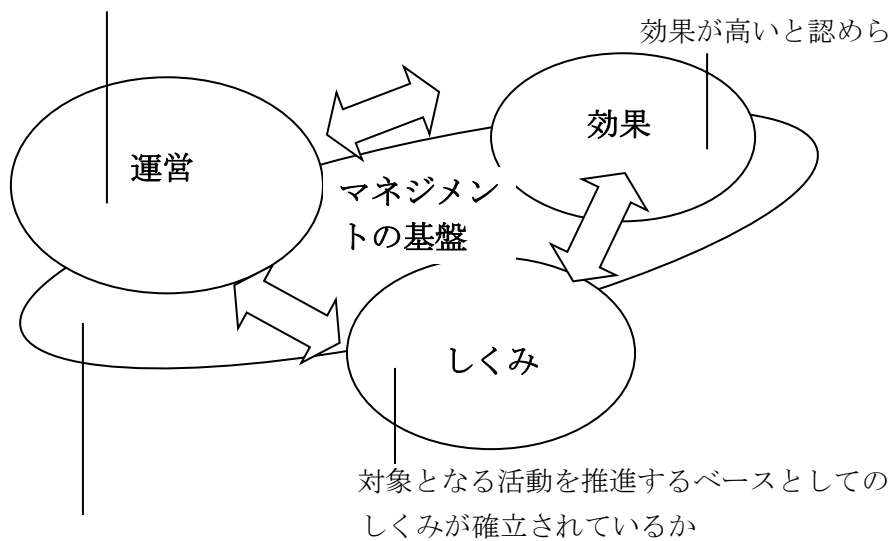 効果が高いと認めら
効果
運営
マネジメン
トの基盤
しくみ
対象となる活動を推進するベースとしての
しくみが確立されているか